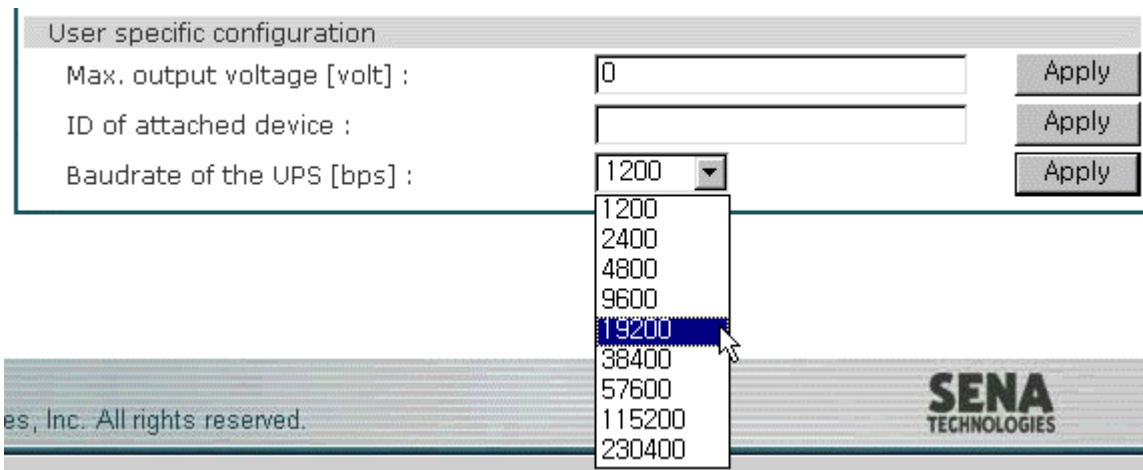 User specific configuration
Max. output voltage [volt] : 0 Apply
ID of attached device : Apply
Baudrate of the UPS [bps] : 1200 Apply
1200
2400
4800
9600
19200
38400
57600
115200
230400
es, Inc. All rights reserved.
SENA
TECHNOLOGIES